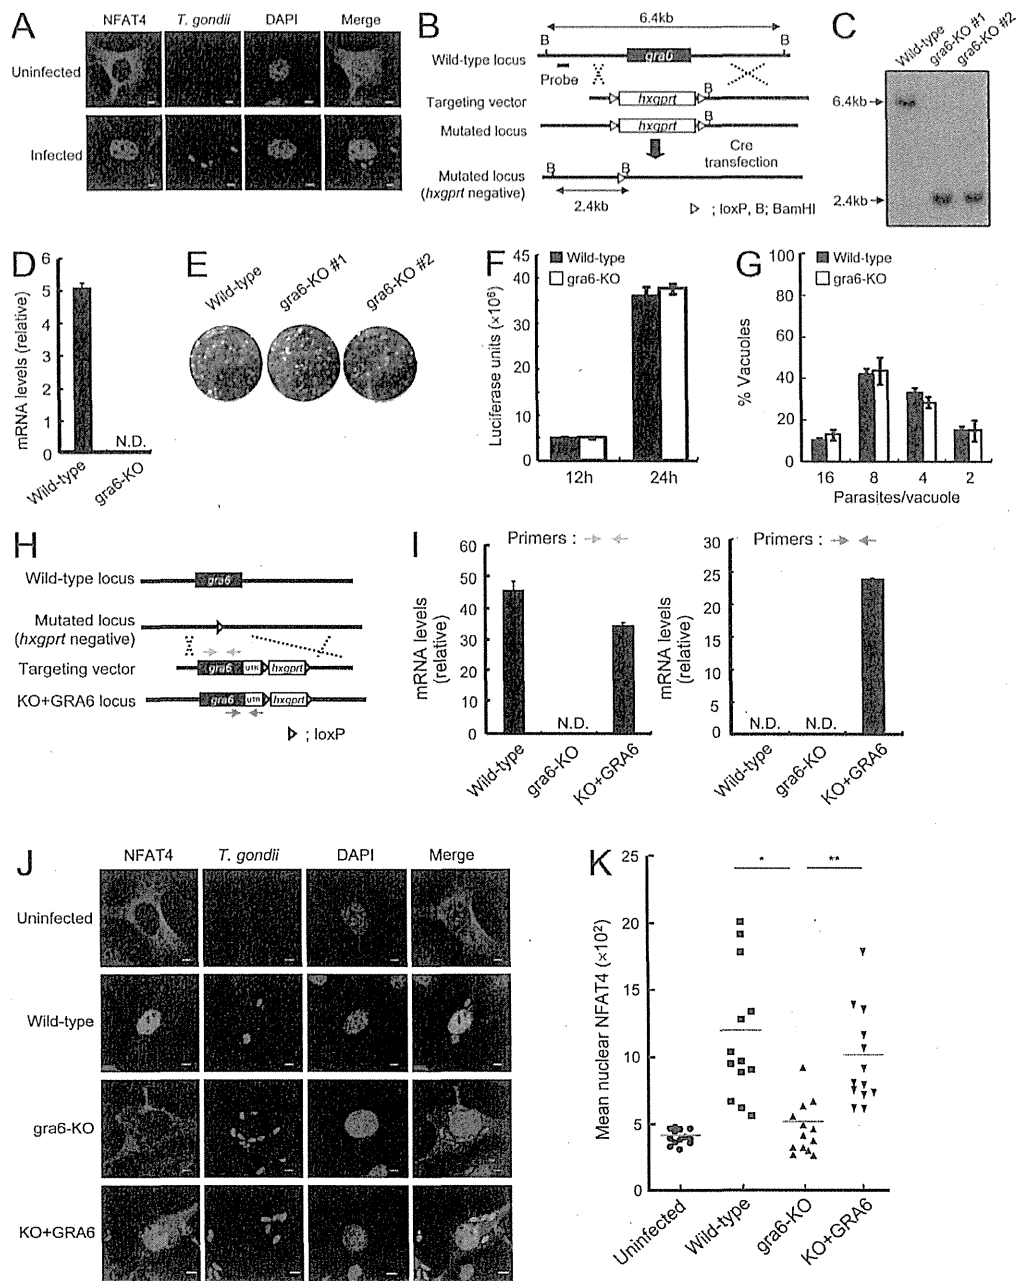 A
NFAT4 T. gondii DAPI Merge
Uninfected
Infected
B
6.4kb
B B
Wild-type locus
gra6
Probe
B
Targeting vector
hxgprt
B
Mutated locus
hxgprt
Cre
transfection
B B
Mutated locus
(hxgprt negative)
2.4kb
; loxP, B; BamHI
C
Wild-type
gra6-KO #1
gra6-KO #2
6.4kb
2.4kb
D
mRNA levels (relative)
6
5
4
3
2
1
0
N.D.
Wild-type
gra6-KO
E
Wild-type
gra6-KO #1
gra6-KO #2
F
Luciferase units (×10⁶)
45
40
30
20
10
0
Wild-type
gra6-KO
12h 24h
G
% Vacuoles
100
80
60
40
20
0
Wild-type
gra6-KO
16 8 4 2
Parasites/vacuole
H
Wild-type locus
gra6
Mutated locus
(hxgprt negative)
Targeting vector
gra6 UTR hxgprt
KO+GRA6 locus
gra6 UTR hxgprt
; loxP
I
Primers :
mRNA levels
(relative)
60
50
40
30
20
10
0
N.D.
Wild-type
gra6-KO
KO+GRA6
Primers :
mRNA levels
(relative)
30
25
20
15
10
5
0
N.D. N.D.
Wild-type
gra6-KO
KO+GRA6
J
NFAT4 T. gondii DAPI Merge
Uninfected
Wild-type
gra6-KO
KO+GRA6
K
Mean nuclear NFAT4 (×10²)
25
20
15
10
5
0
* **
Uninfected
Wild-type
gra6-KO
KO+GRA6